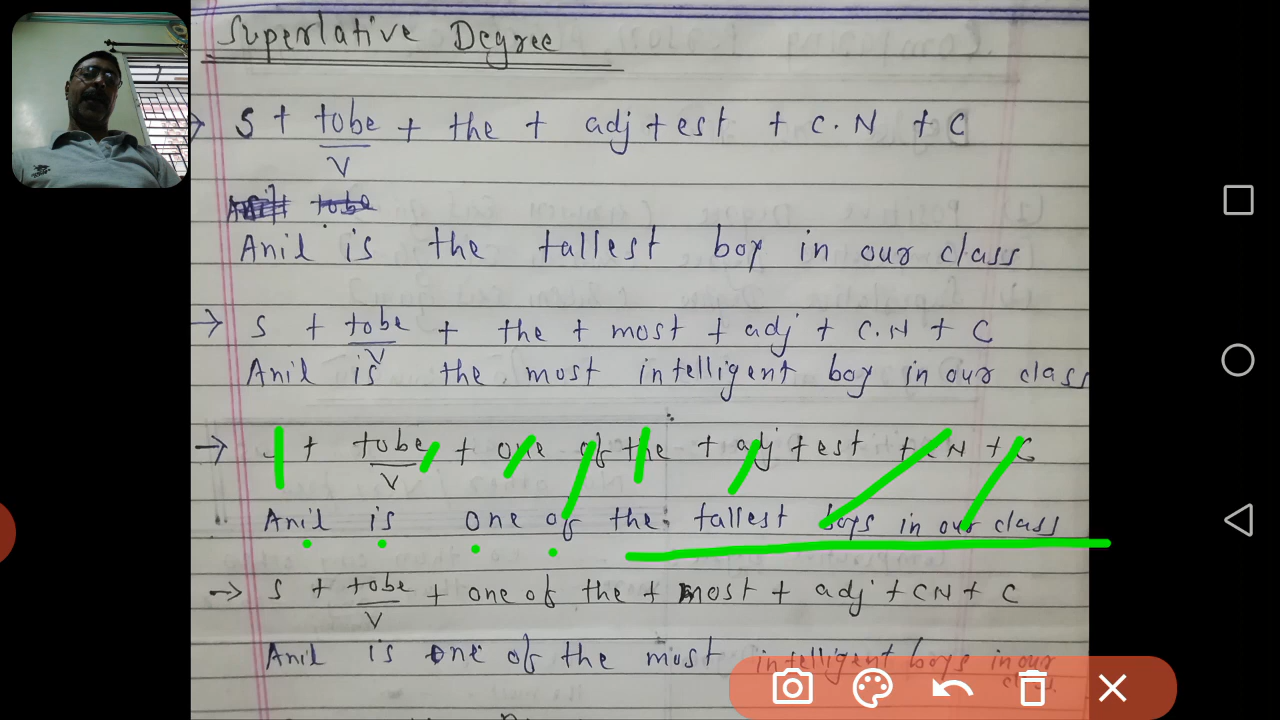 Superlative Degree
→ S + tobe + the + adj + est + C.N + C
V
tobe
Anil is the tallest boy in our class
→ S + tobe + the + most + adj + C.N + C
V
Anil is the most intelligent boy in our class
→ + tobe + one of the + adj + est + CN + C
V
Anil is one of the tallest boys in our class
→ S + tobe + one of the + most + adj + CN + C
V
Anil is one of the most intelligent boys in our